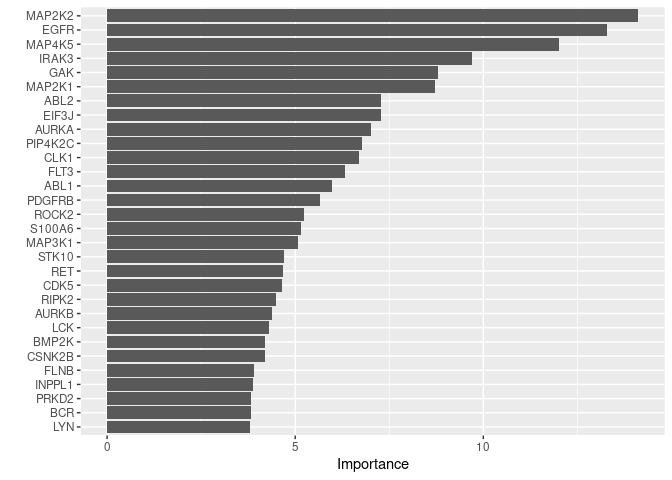 MAP2K2
EGFR
MAP4K5
IRAK3
GAK
MAP2K1
ABL2
EIF3J
AURKA
PIP4K2C
CLK1
FLT3
ABL1
PDGFRB
ROCK2
S100A6
MAP3K1
STK10
RET
CDK5
RIPK2
AURKB
LCK
BMP2K
CSNK2B
FLNB
INPPL1
PRKD2
BCR
LYN
0 5 10
Importance